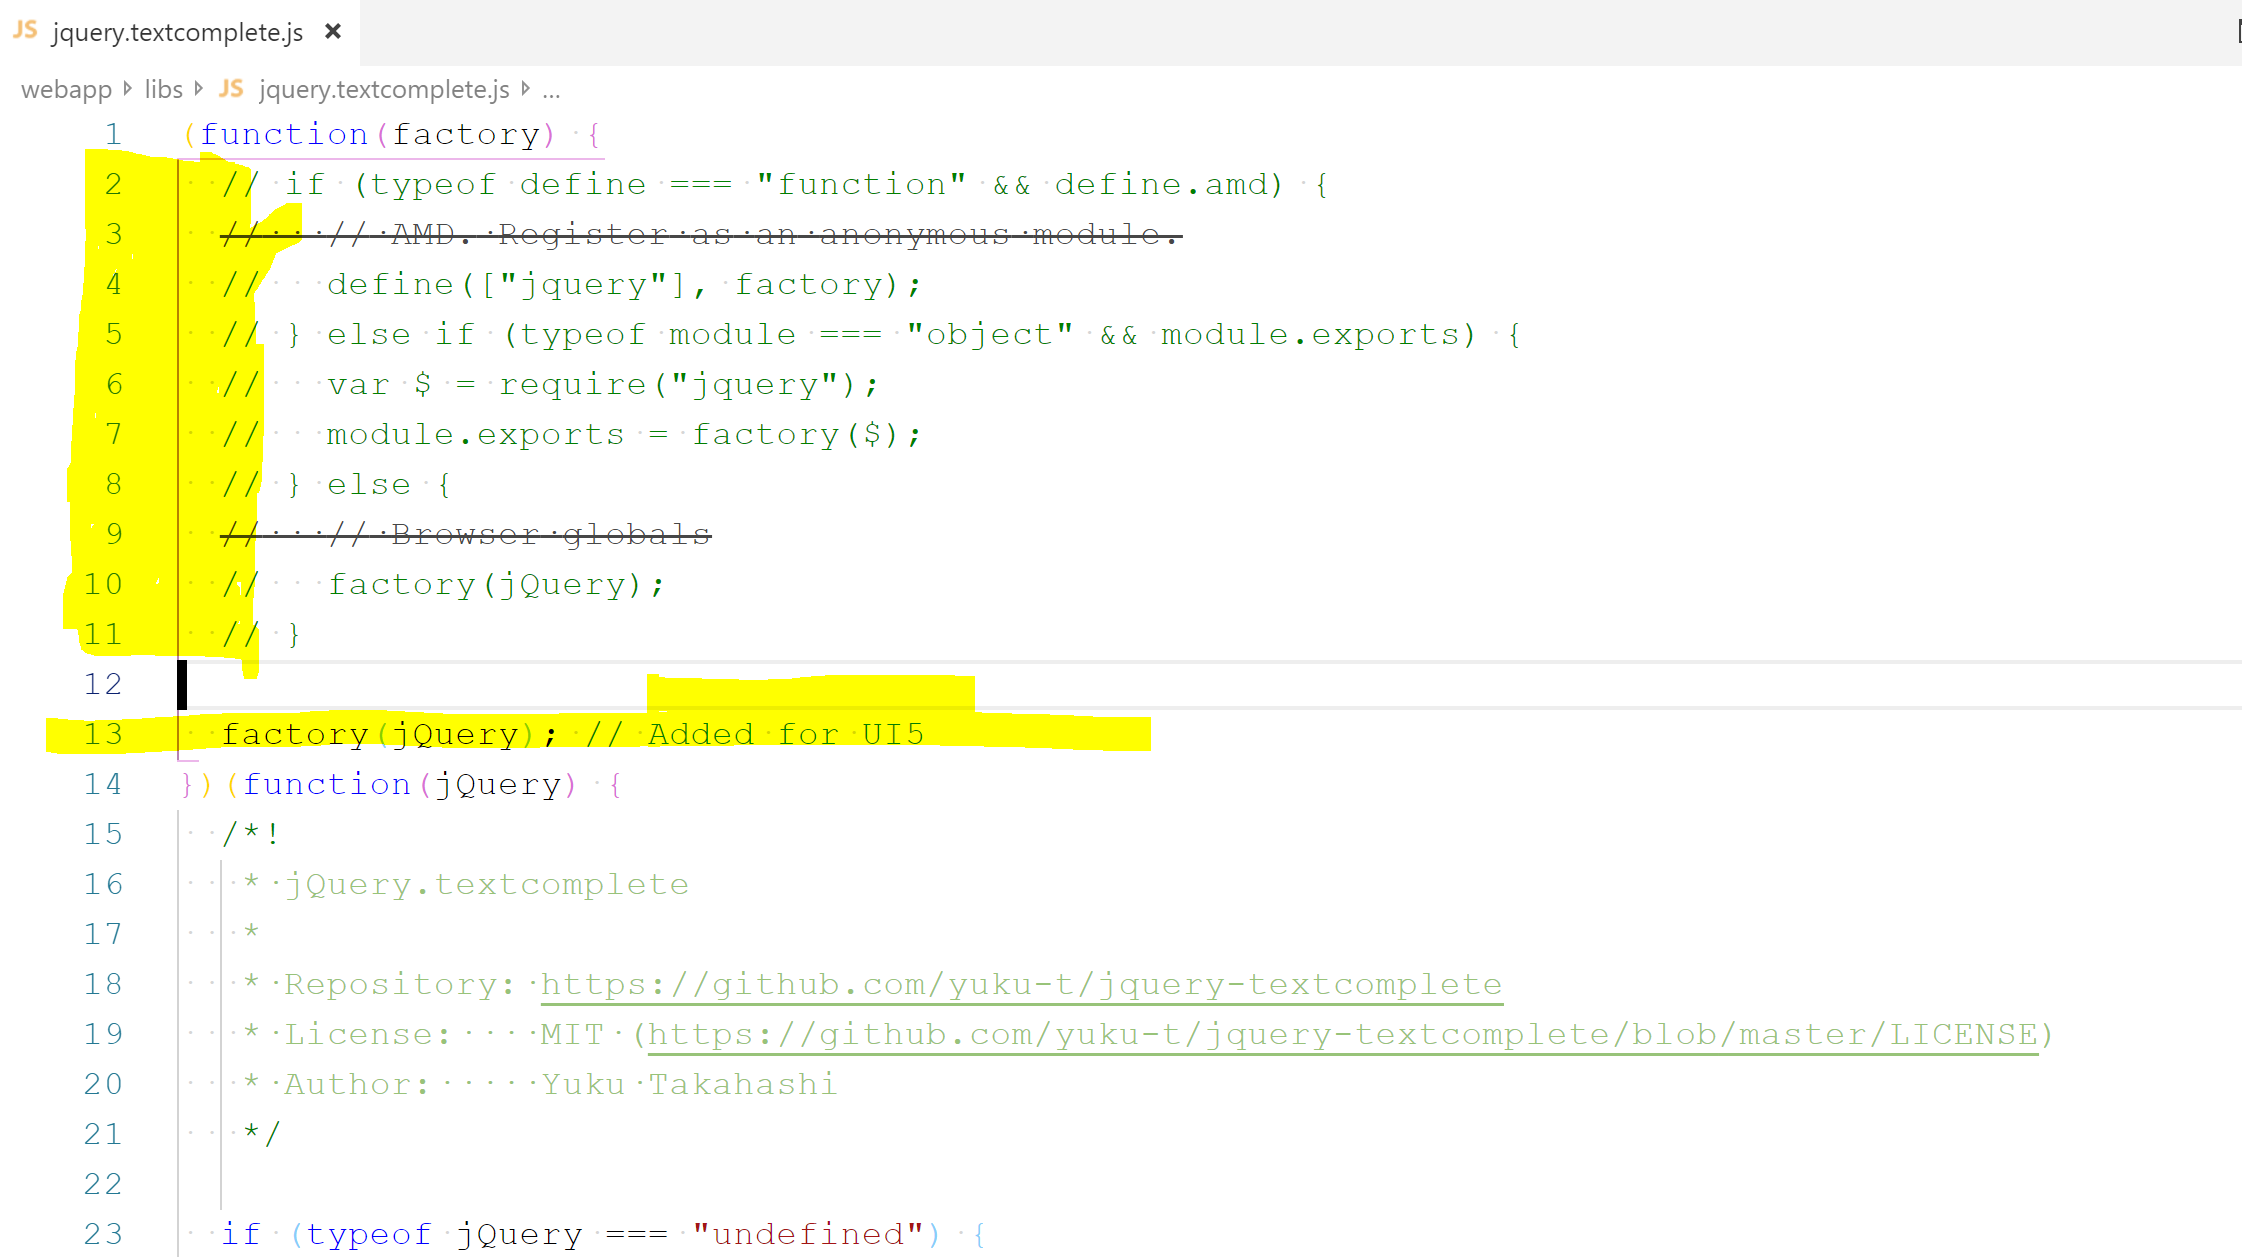 JS jquery.textcomplete.js ×
webapp libs JS jquery.textcomplete.js ...
1 (function(factory) {
2 // if (typeof define === "function" && define.amd) {
3 //   // AMD. Register as an anonymous module.
4 //   define(["jquery"], factory);
5 // } else if (typeof module === "object" && module.exports) {
6 //   var $ = require("jquery");
7 //   module.exports = factory($);
8 // } else {
9 //   // Browser globals
10 //   factory(jQuery);
11 // }
12
13 factory(jQuery); // Added for UI5
14 })(function(jQuery) {
15 /*!
16 * jQuery.textcomplete
17 *
18 * Repository: https://github.com/yuku-t/jquery-textcomplete
19 * License:    MIT (https://github.com/yuku-t/jquery-textcomplete/blob/master/LICENSE)
20 * Author:     Yuku Takahashi
21 */
22
23 if (typeof jQuery === "undefined") {